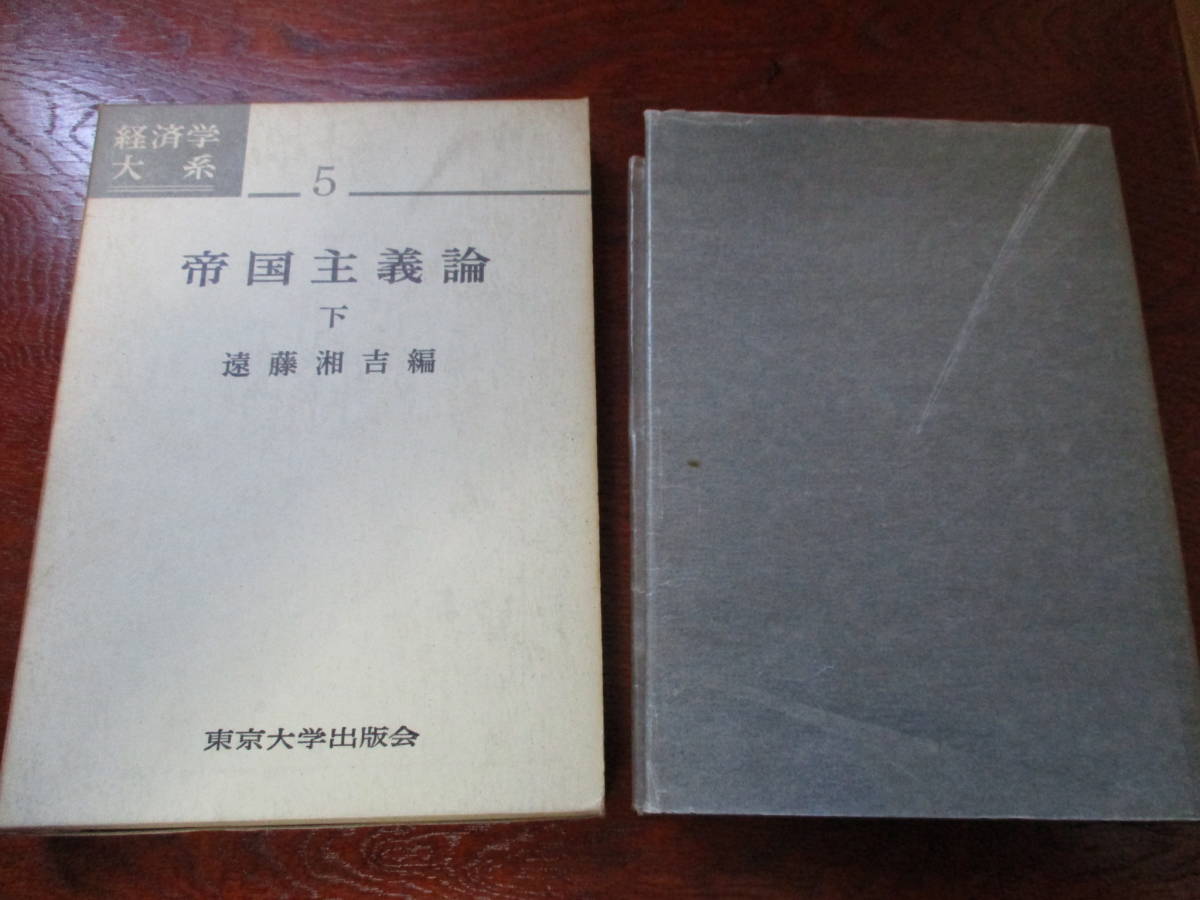 経済学
大系
5
帝国主義論
下
遠藤湘吉編
東京大学出版会